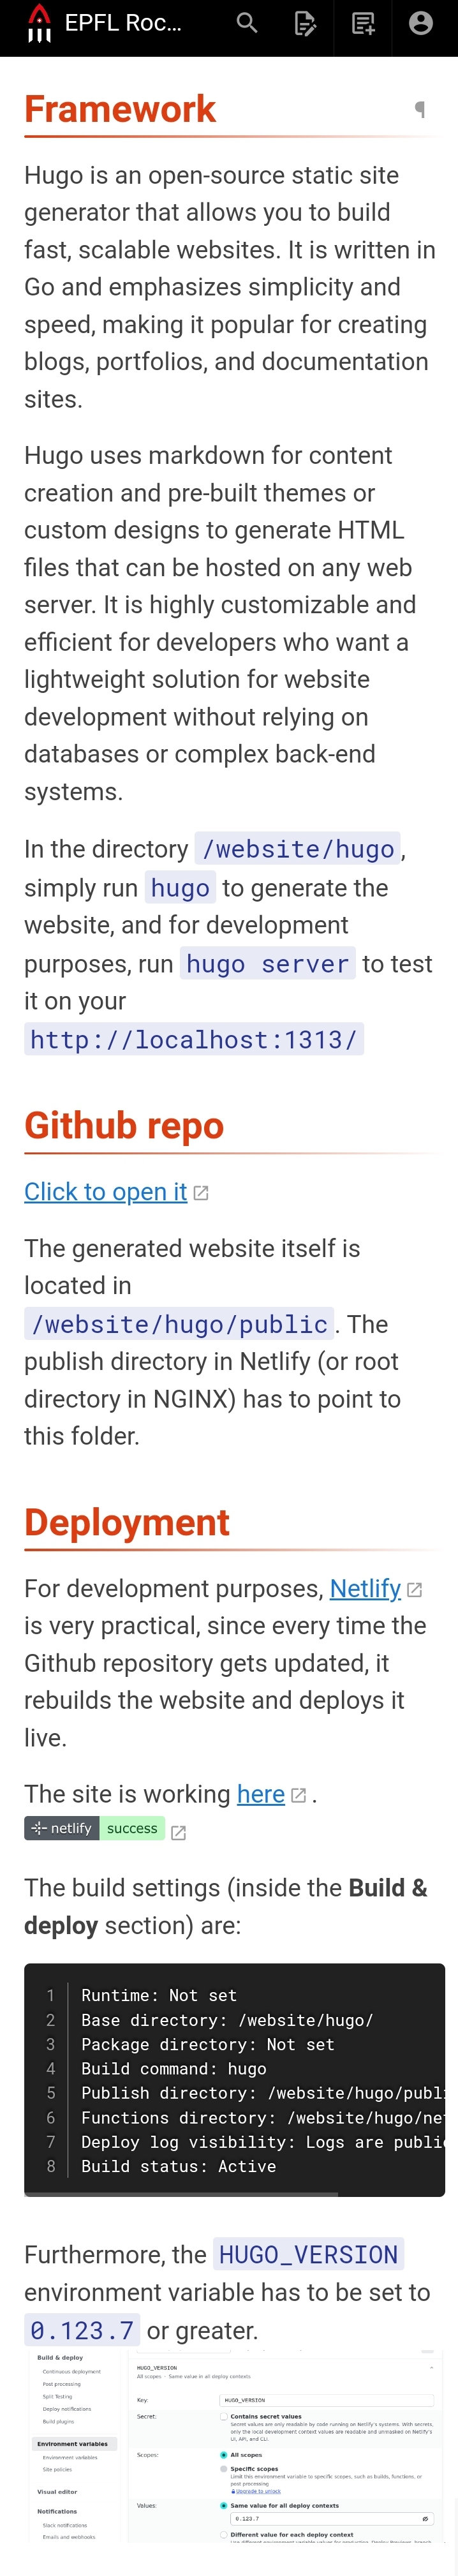 EPFL Roc...
Framework ¶
Hugo is an open-source static site
generator that allows you to build
fast, scalable websites. It is written in
Go and emphasizes simplicity and
speed, making it popular for creating
blogs, portfolios, and documentation
sites.
Hugo uses markdown for content
creation and pre-built themes or
custom designs to generate HTML
files that can be hosted on any web
server. It is highly customizable and
efficient for developers who want a
lightweight solution for website
development without relying on
databases or complex back-end
systems.
In the directory /website/hugo,
simply run hugo to generate the
website, and for development
purposes, run hugo server to test
it on your
http://localhost:1313/
Github repo
Click to open it
The generated website itself is
located in
/website/hugo/public. The
publish directory in Netlify (or root
directory in NGINX) has to point to
this folder.
Deployment
For development purposes, Netlify
is very practical, since every time the
Github repository gets updated, it
rebuilds the website and deploys it
live.
The site is working here .
netlify success
The build settings (inside the Build &
deploy section) are:
1 Runtime: Not set
2 Base directory: /website/hugo/
3 Package directory: Not set
4 Build command: hugo
5 Publish directory: /website/hugo/publi
6 Functions directory: /website/hugo/net
7 Deploy log visibility: Logs are public
8 Build status: Active
Furthermore, the HUGO_VERSION
environment variable has to be set to
0.123.7 or greater.
Build & deploy
Continuous deployment
Post processing
Split Testing
Deploy notifications
Build plugins
Environment variables
Environment variables
Site policies
Visual editor
Notifications
Slack notifications
Emails and webhooks
HUGO_VERSION
All scopes · Same value in all deploy contexts
Key: HUGO_VERSION
Secret: Contains secret values
Secret values are only readable by code running on Netlify's systems. With secrets,
only the local development context values are readable and unmasked on Netlify's
UI, API, and CLI.
Scopes: All scopes
Specific scopes
Limit this environment variable to specific scopes, such as builds, functions, or
post processing
Upgrade to unlock
Values: Same value for all deploy contexts
0.123.7
Different value for each deploy context